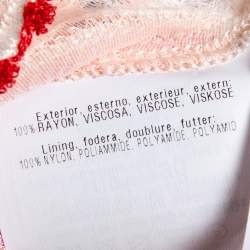 Exterior, esterno, exterieur, extern:
100% RAYON, VISCOSA, VISCOSE, VISKOSE
Lining, fodera, doublure, futter:
100% NYLON, POLIAMMIDE, POLYAMIDE, POLYAMID